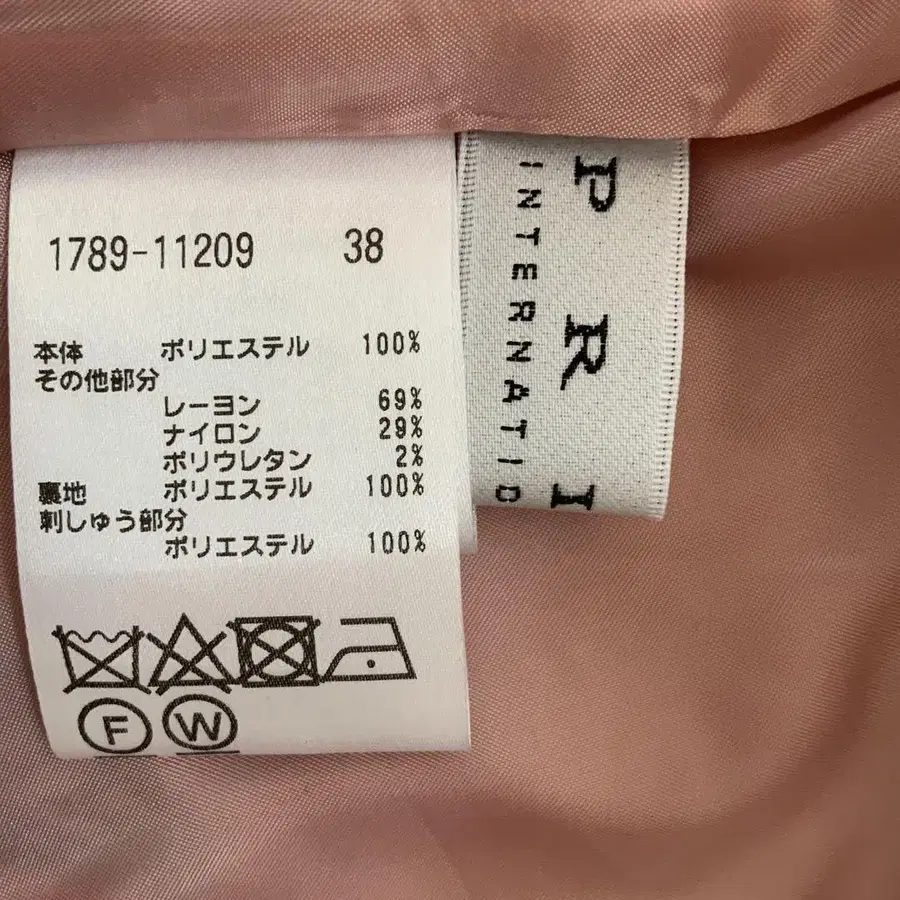 1789-11209 38
本体 ポリエステル 100%
その他部分
レーヨン 69%
ナイロン 29%
ポリウレタン 2%
裏地 ポリエステル 100%
刺しゅう部分
ポリエステル 100%
F W
P R I
INTERNATIO